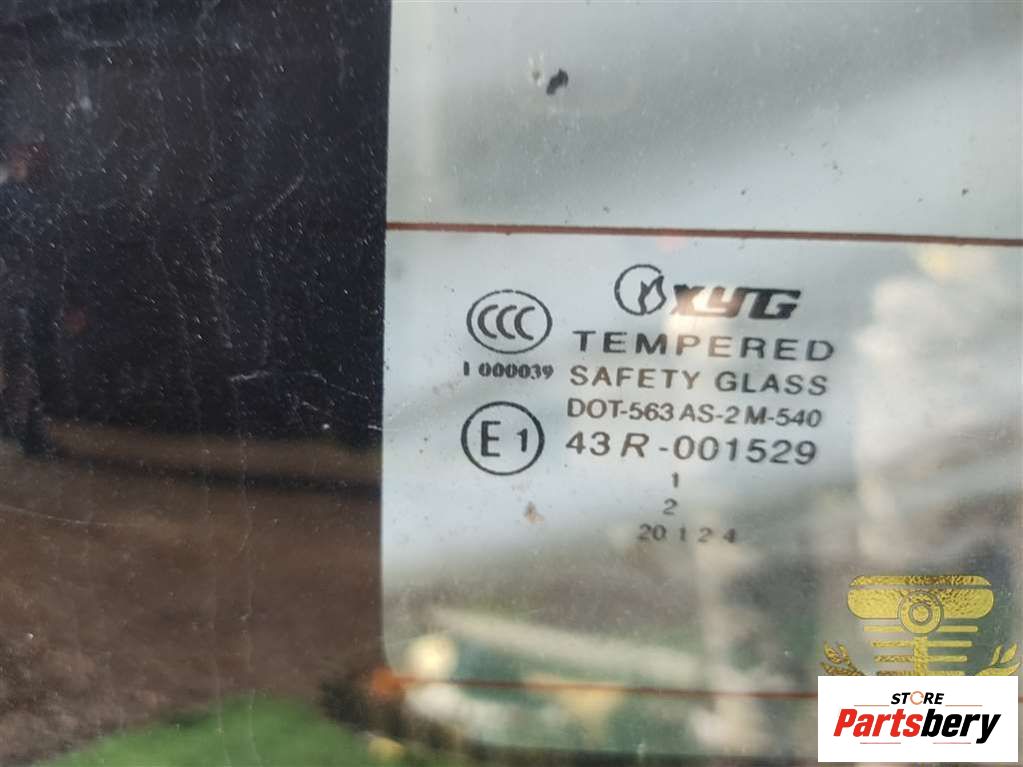 XYG
CCC
TEMPERED
I 000039
SAFETY GLASS
DOT-563 AS-2 M-540
E1
43 R -001529
1
2
20 1 2 4
STORE
Partsbery